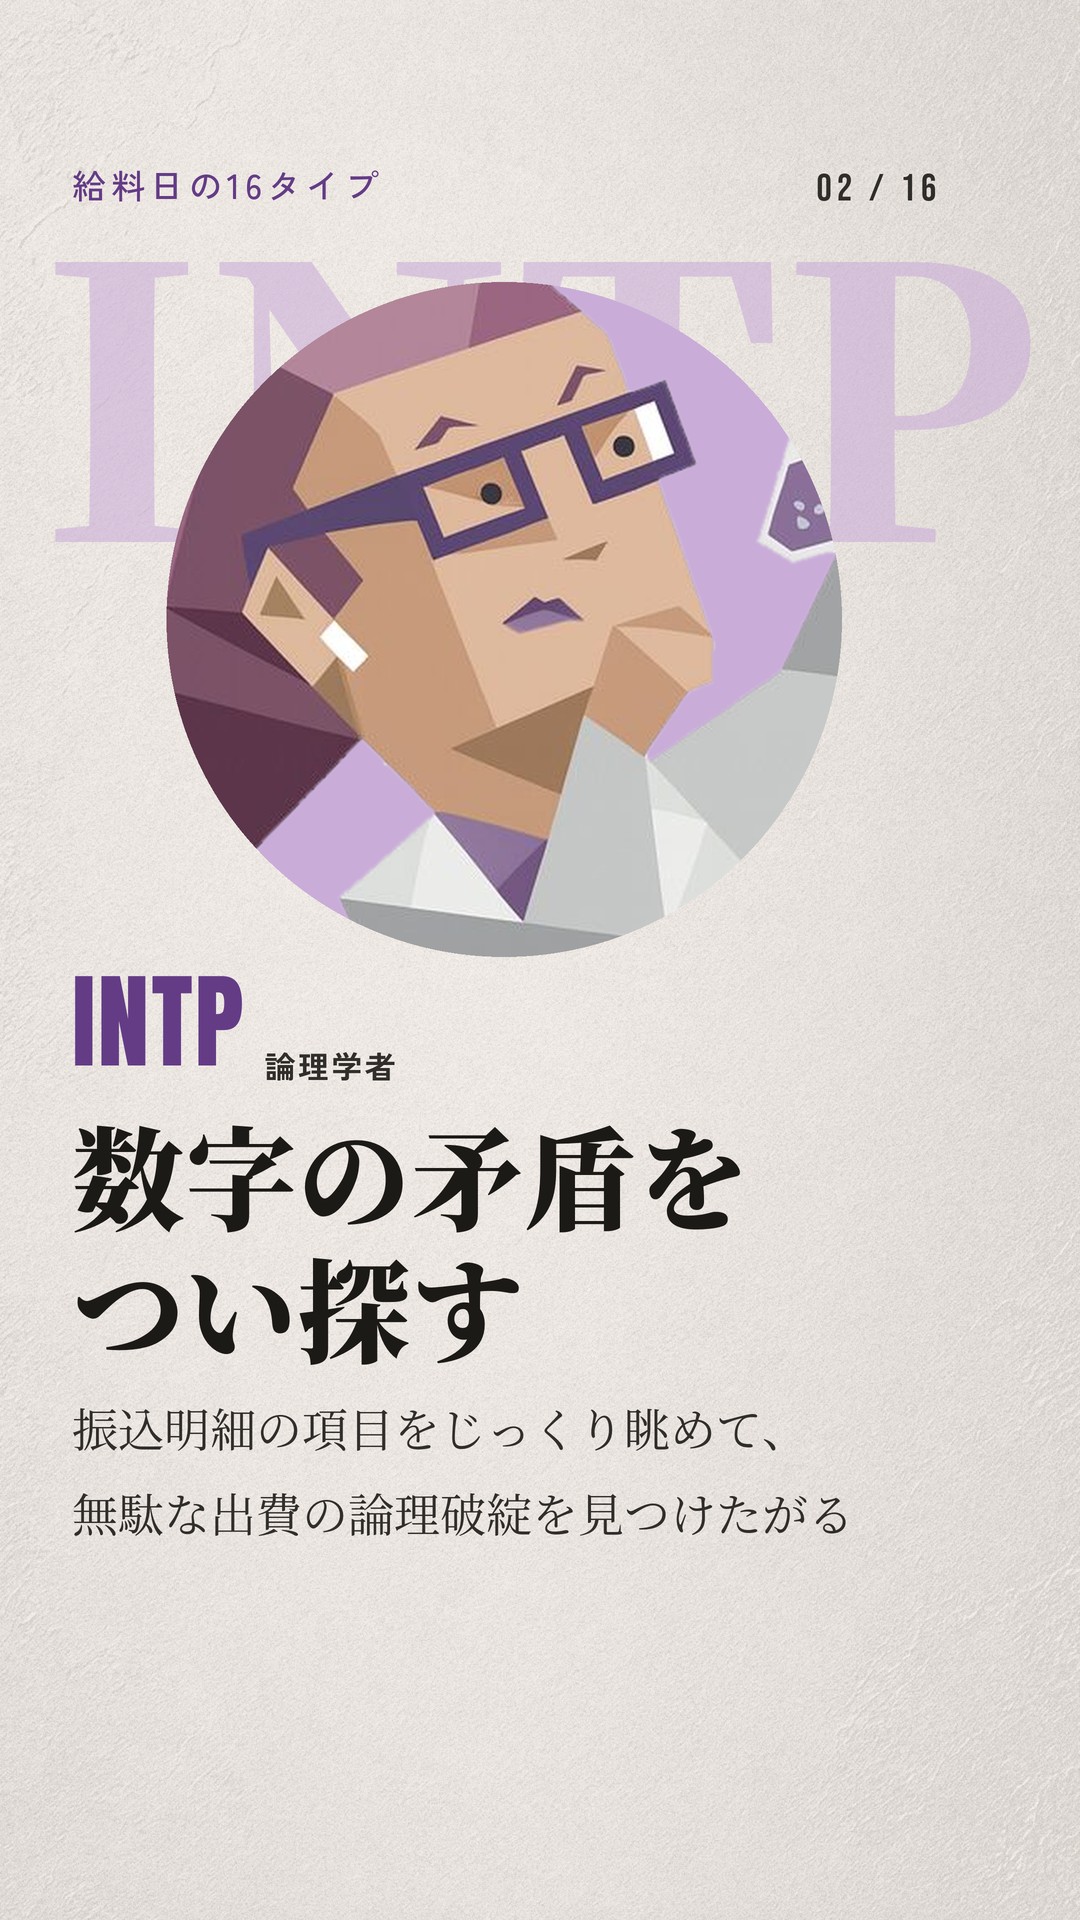 給料日の16タイプ
02 / 16
INTP
INTP
論理学者
数字の矛盾を
つい探す
振込明細の項目をじっくり眺めて、
無駄な出費の論理破綻を見つけたがる